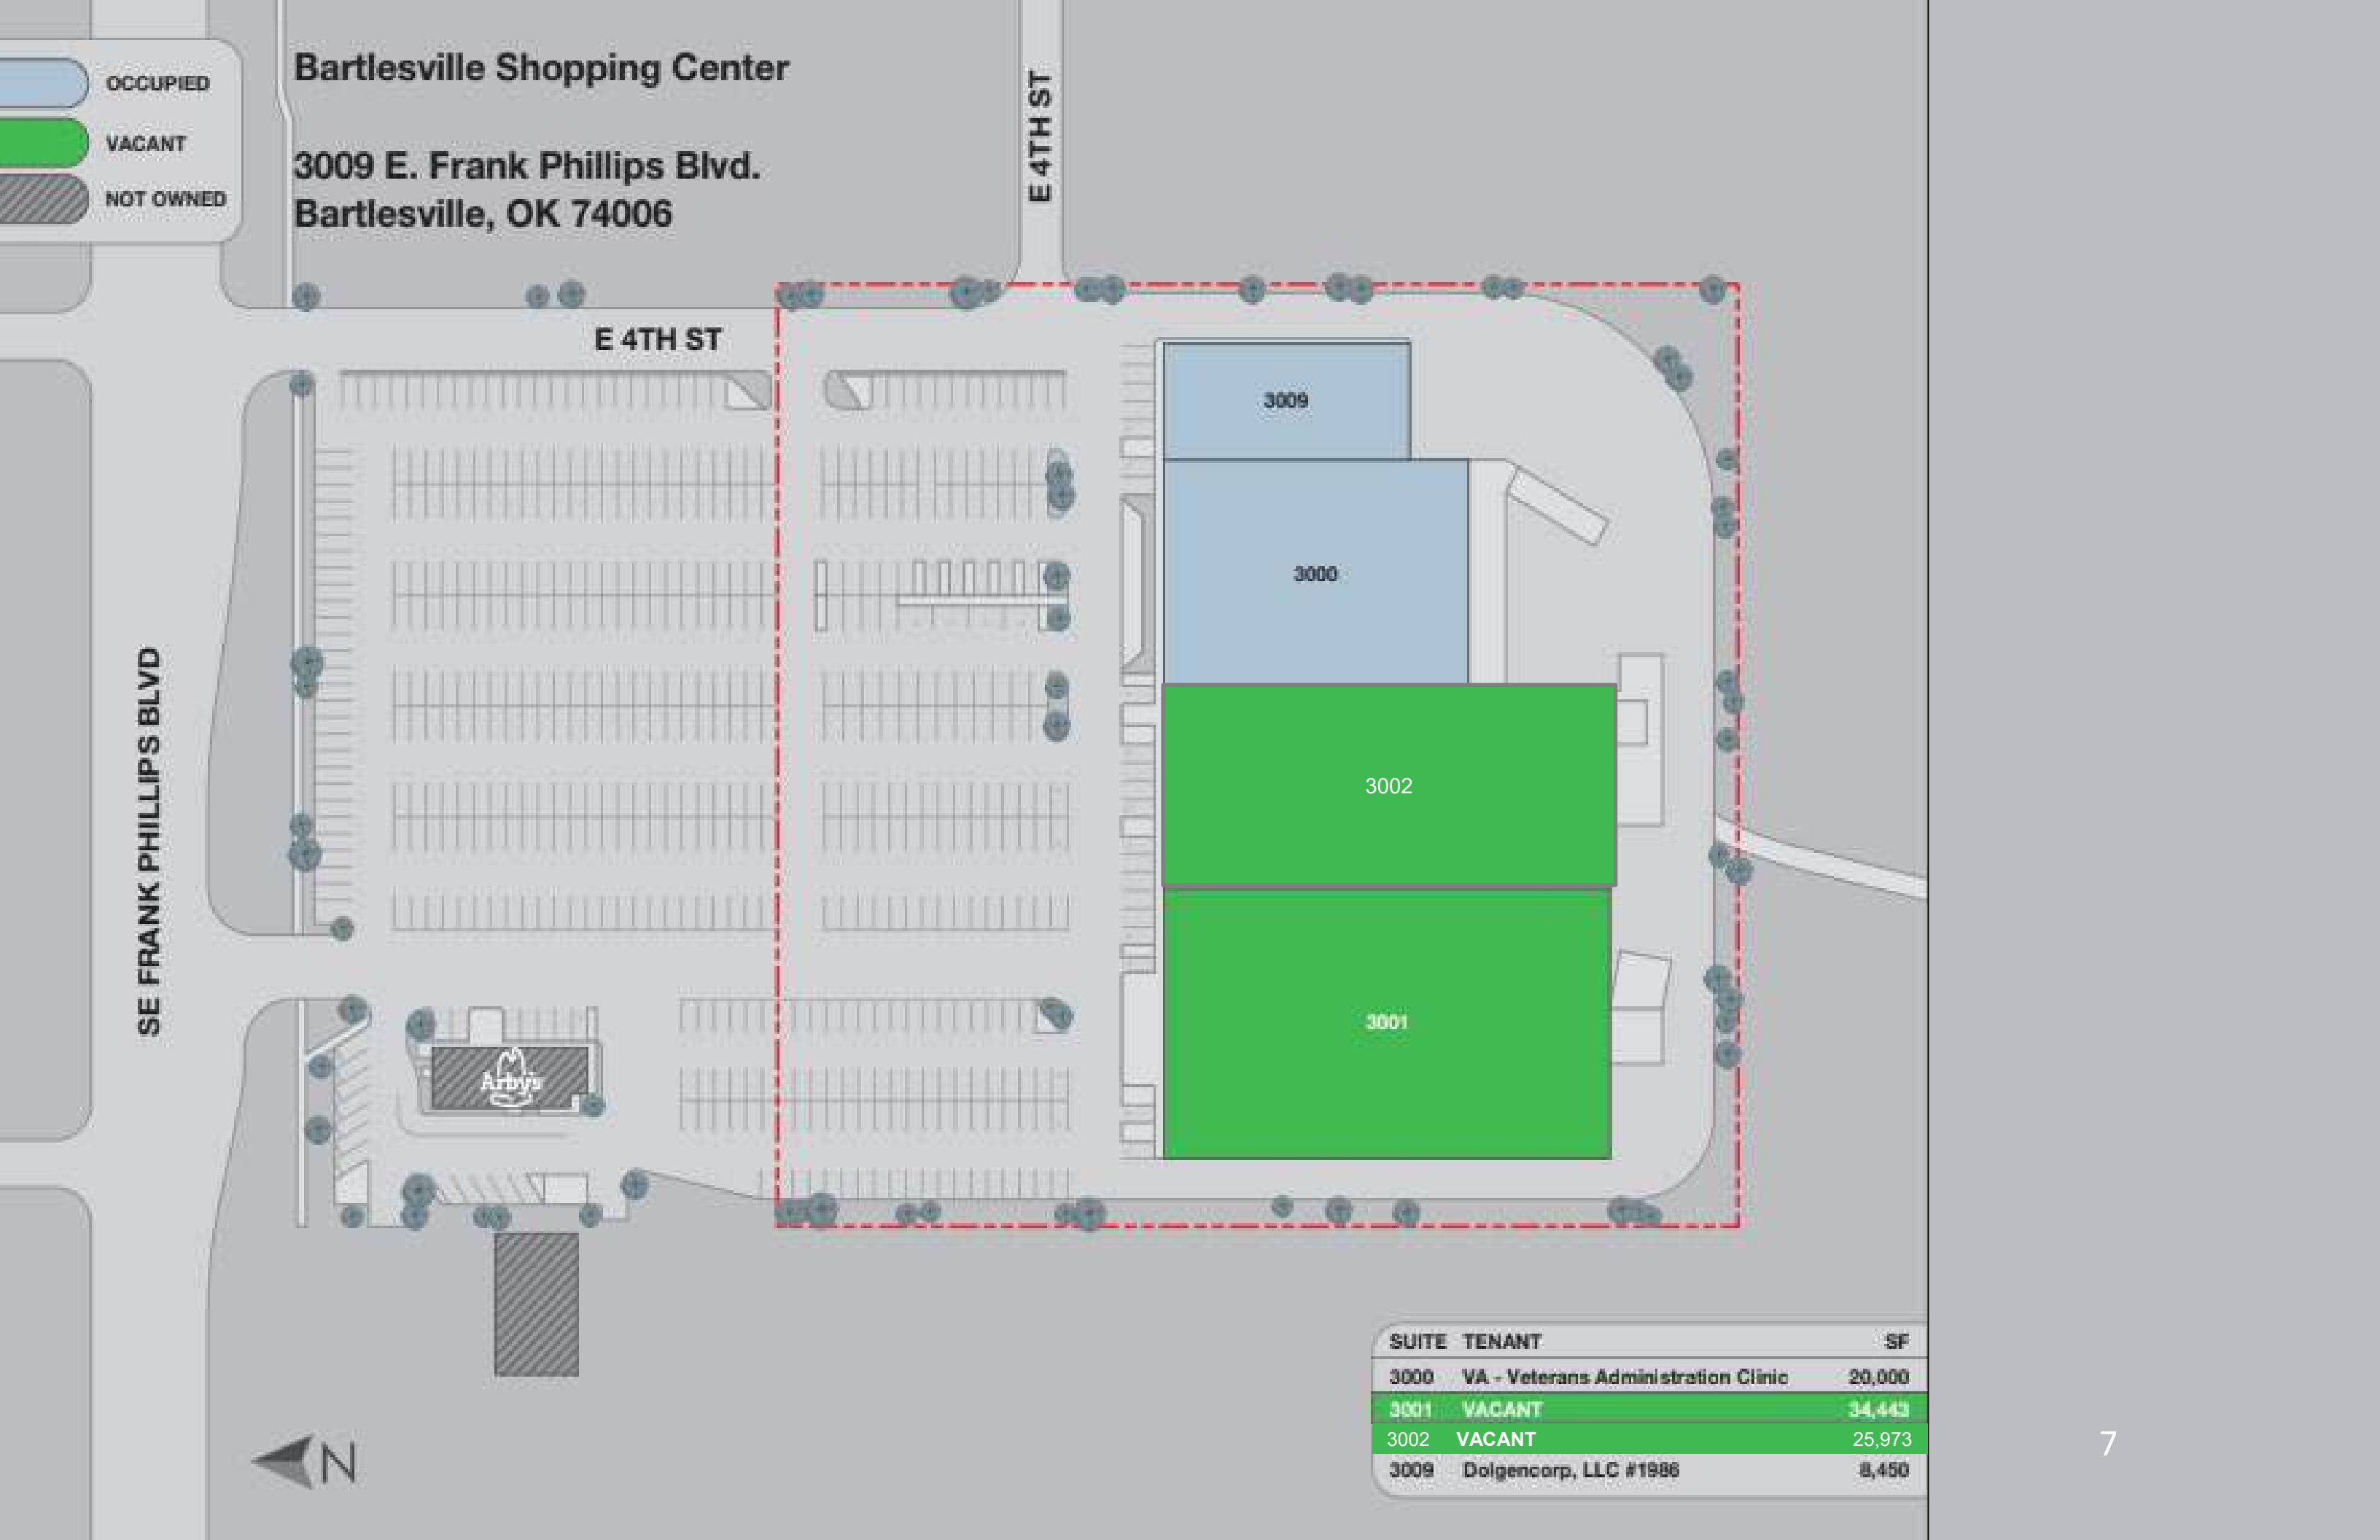 OCCUPIED
VACANT
NOT OWNED
Bartlesville Shopping Center
3009 E. Frank Phillips Blvd.
Bartlesville, OK 74006
E 4TH ST
E 4TH ST
SE FRANK PHILLIPS BLVD
3009
3000
3002
3001
Arby's
N
SUITE TENANT SF
3000 VA - Veterans Administration Clinic 20,000
3001 VACANT 34,443
3002 VACANT 25,973
3009 Dolgencorp, LLC #1986 8,450
7